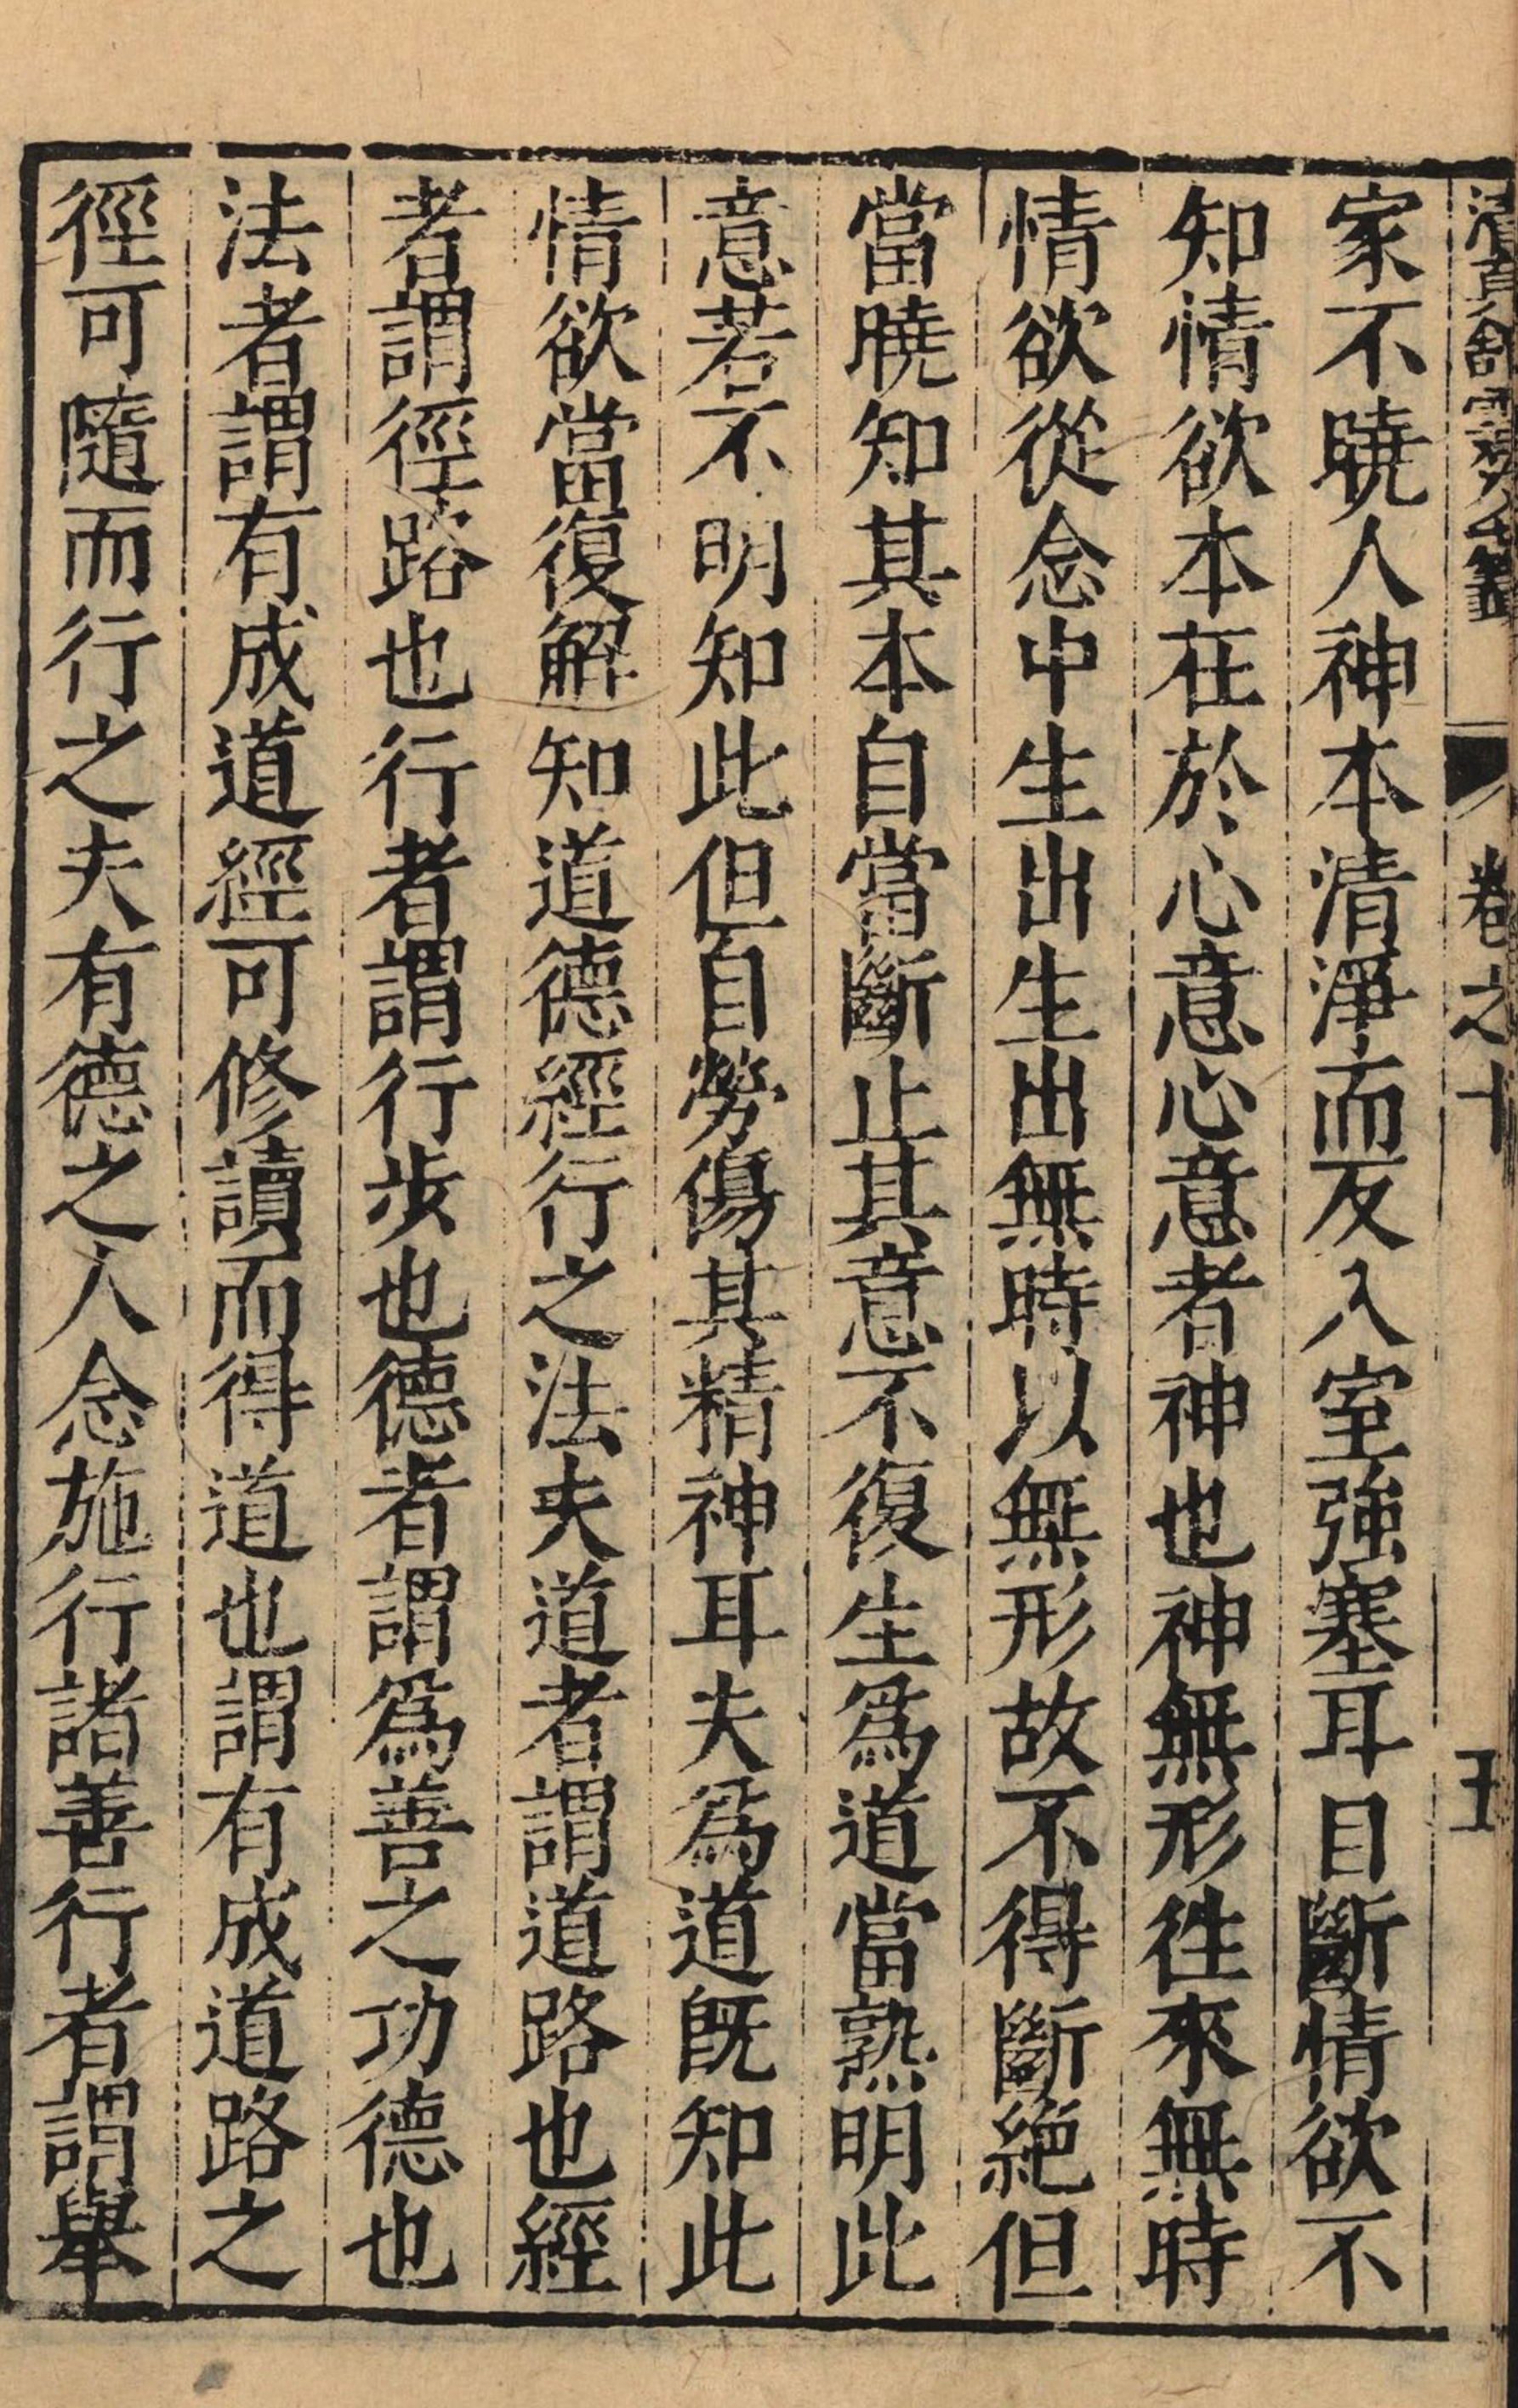 卷之十
五
家不曉人神本清淨而反入室強塞耳目斷情欲不
知情欲本在於心意心意者神也神無形徃來無時
情欲從念中生出生出無時以無形故不得斷絕但
當曉知其本自當斷止其意不復生爲道當熟明此
意若不明知此但自勞傷其精神耳夫爲道旣知此
情欲當復解知道德經行之法夫道者謂道路也經
者謂徑路也行者謂行步也德者謂爲善之功德也
法者謂有成道經可修讀而得道也謂有成道路之
徑可隨而行之夫有德之人念施行諸善行者謂舉